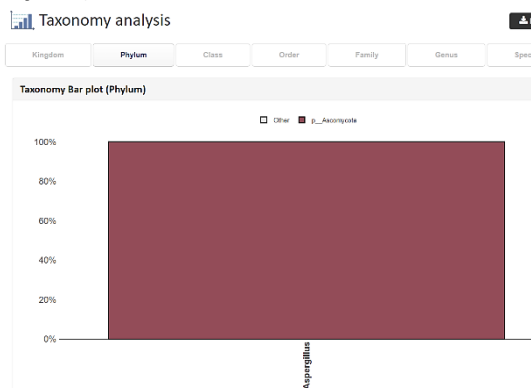 Taxonomy analysis
Kingdom Phylum Class Order Family Genus
Taxonomy Bar plot (Phylum)
Other p__Ascomycota
100%
80%
60%
40%
20%
0%
Aspergillus